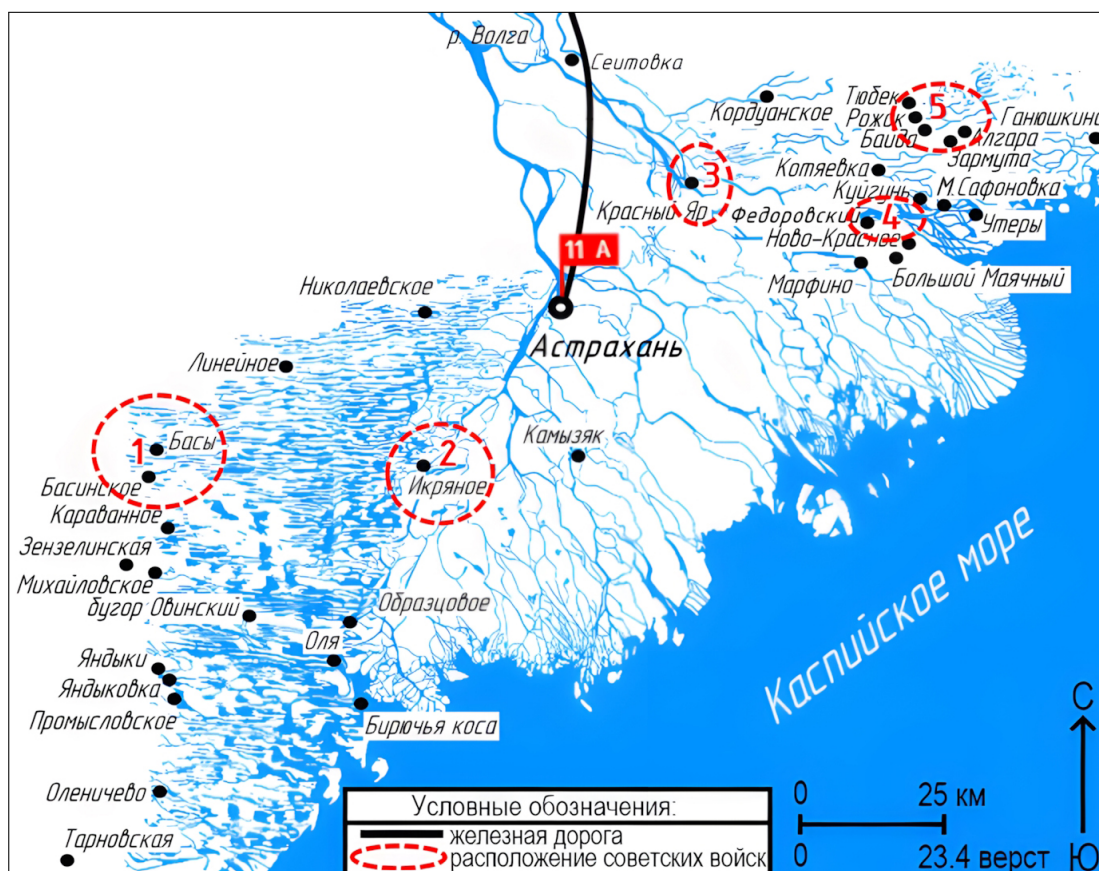 р. Волга
Сеитовка
Кордуанское
Тюбек
5
Ганюшкино
Рожок
Байда
Алгара
Зармута
3
Котяевка
Куйгунь
М.Сафоновка
Красный Яр
Федоровский
4
Утеры
Ново-Красное
11 А
Марфино
Большой Маячный
Николаевское
Астрахань
Линейное
1
Басы
2
Камызяк
Басинское
Икряное
Караванное
Зензелинская
Михайловское
бугор Овинский
Образцовое
Каспийское море
Оля
Яндыки
Яндыковка
Промысловское
Бирючья коса
С
Оленичево
Условные обозначения:
0 25 км
железная дорога
Тарновская
расположение советских войск
0 23.4 верст
Ю